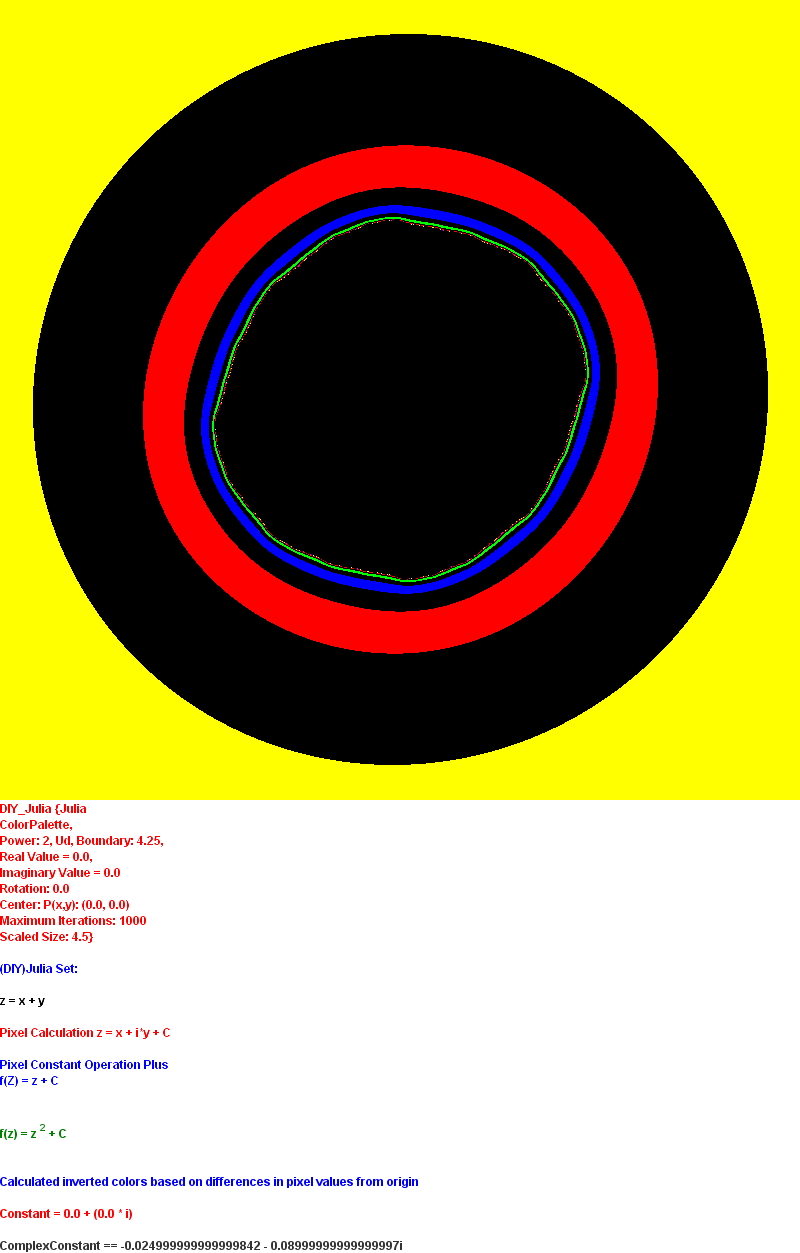 DIY_Julia {Julia
ColorPalette,
Power: 2, Ud, Boundary: 4.25,
Real Value = 0.0,
Imaginary Value = 0.0
Rotation: 0.0
Center: P(x,y): (0.0, 0.0)
Maximum Iterations: 1000
Scaled Size: 4.5}
(DIY)Julia Set:
z = x + y
Pixel Calculation z = x + i*y + C
Pixel Constant Operation Plus
f(Z) = z + C
f(z) = z 2 + C
Calculated inverted colors based on differences in pixel values from origin
Constant = 0.0 + (0.0 * i)
ComplexConstant == -0.024999999999999842 - 0.08999999999999997i